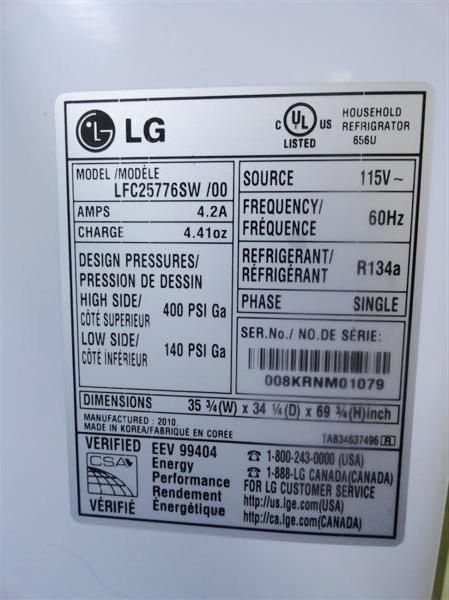 LG
C UL US
LISTED
HOUSEHOLD
REFRIGERATOR
656U
MODEL /MODÈLE
LFC25776SW /00
AMPS 4.2A
CHARGE 4.41oz
DESIGN PRESSURES/
PRESSION DE DESSIN
HIGH SIDE/
CÔTÉ SUPERIEUR 400 PSI Ga
LOW SIDE/
CÔTÉ İNFÉRIEUR 140 PSI Ga
SOURCE 115V~
FREQUENCY/
FRÉQUENCE 60Hz
REFRIGERANT/
RÉFRIGÉRANT R134a
PHASE SINGLE
SER.No./ NO.DE SÉRIE:
008KRNM01079
DIMENSIONS 35 3/4(W) x 34 1/4(D) x 69 3/4(H)inch
MANUFACTURED : 2010.
MADE IN KOREA/FABRIQUÉ EN CORÉE
TAB34637496 R
VERIFIED
CSA
VÉRIFIÉ
EEV 99404
Energy
Performance
Rendement
Energétique
☎ 1-800-243-0000 (USA)
☎ 1-888-LG CANADA(CANADA)
FOR LG CUSTOMER SERVICE
http://us.lge.com(USA)
http://ca.lge.com(CANADA)